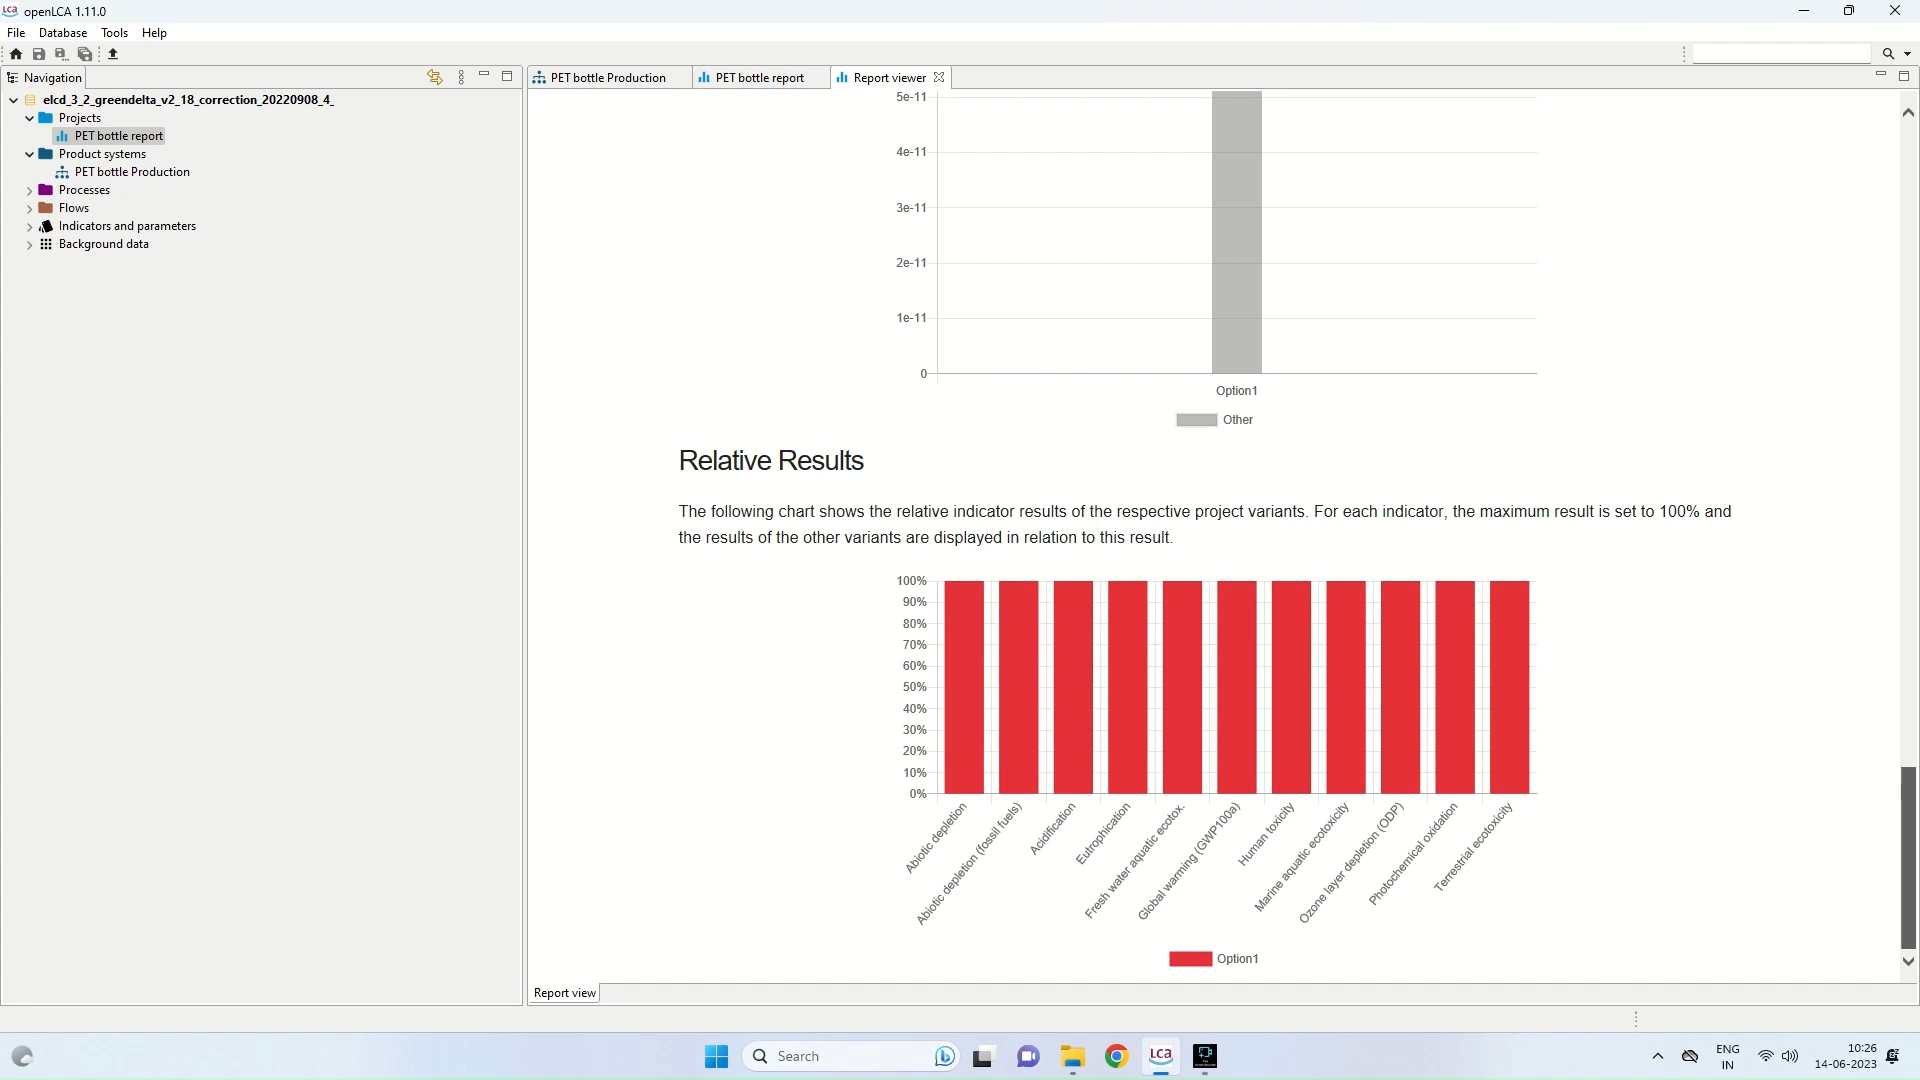 LCA openLCA 1.11.0
File Database Tools Help
Navigation
elcd_3_2_greendelta_v2_18_correction_20220908_4_
Projects
PET bottle report
Product systems
PET bottle Production
Processes
Flows
Indicators and parameters
Background data
PET bottle Production PET bottle report Report viewer
5e-11
4e-11
3e-11
2e-11
1e-11
0
Option1
Other
Relative Results
The following chart shows the relative indicator results of the respective project variants. For each indicator, the maximum result is set to 100% and
the results of the other variants are displayed in relation to this result.
100%
90%
80%
70%
60%
50%
40%
30%
20%
10%
0%
Abiotic depletion
Abiotic depletion (fossil fuels)
Acidification
Eutrophication
Fresh water aquatic ecotox.
Global warming (GWP100a)
Human toxicity
Marine aquatic ecotoxicity
Ozone layer depletion (ODP)
Photochemical oxidation
Terrestrial ecotoxicity
Option1
Report view
Search
LCA
ENG
IN
10:26
14-06-2023